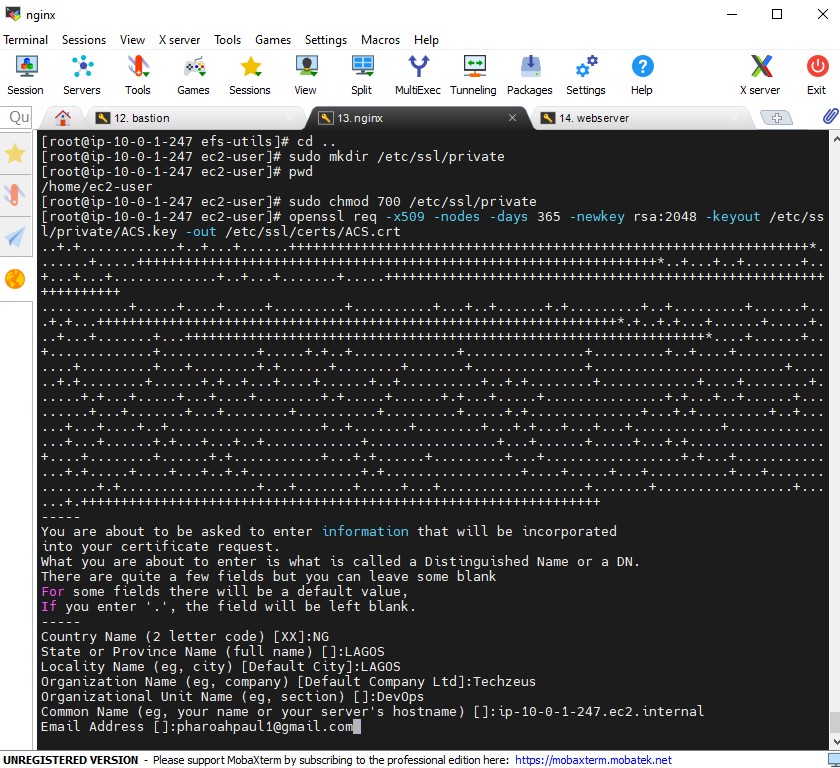 nginx
Terminal Sessions View X server Tools Games Settings Macros Help
Session Servers Tools Games Sessions View Split MultiExec Tunneling Packages Settings Help X server Exit
Qu 12. bastion 13. nginx 14. webserver
[root@ip-10-0-1-247 efs-utils]# cd ..
[root@ip-10-0-1-247 ec2-user]# sudo mkdir /etc/ssl/private
[root@ip-10-0-1-247 ec2-user]# pwd
/home/ec2-user
[root@ip-10-0-1-247 ec2-user]# sudo chmod 700 /etc/ssl/private
[root@ip-10-0-1-247 ec2-user]# openssl req -x509 -nodes -days 365 -newkey rsa:2048 -keyout /etc/ss
l/private/ACS.key -out /etc/ssl/certs/ACS.crt
-----
You are about to be asked to enter information that will be incorporated
into your certificate request.
What you are about to enter is what is called a Distinguished Name or a DN.
There are quite a few fields but you can leave some blank
For some fields there will be a default value,
If you enter '.', the field will be left blank.
-----
Country Name (2 letter code) [XX]:NG
State or Province Name (full name) []:LAGOS
Locality Name (eg, city) [Default City]:LAGOS
Organization Name (eg, company) [Default Company Ltd]:Techzeus
Organizational Unit Name (eg, section) []:DevOps
Common Name (eg, your name or your server's hostname) []:ip-10-0-1-247.ec2.internal
Email Address []:pharoahpaul1@gmail.com
UNREGISTERED VERSION - Please support MobaXterm by subscribing to the professional edition here: https://mobaxterm.mobatek.net